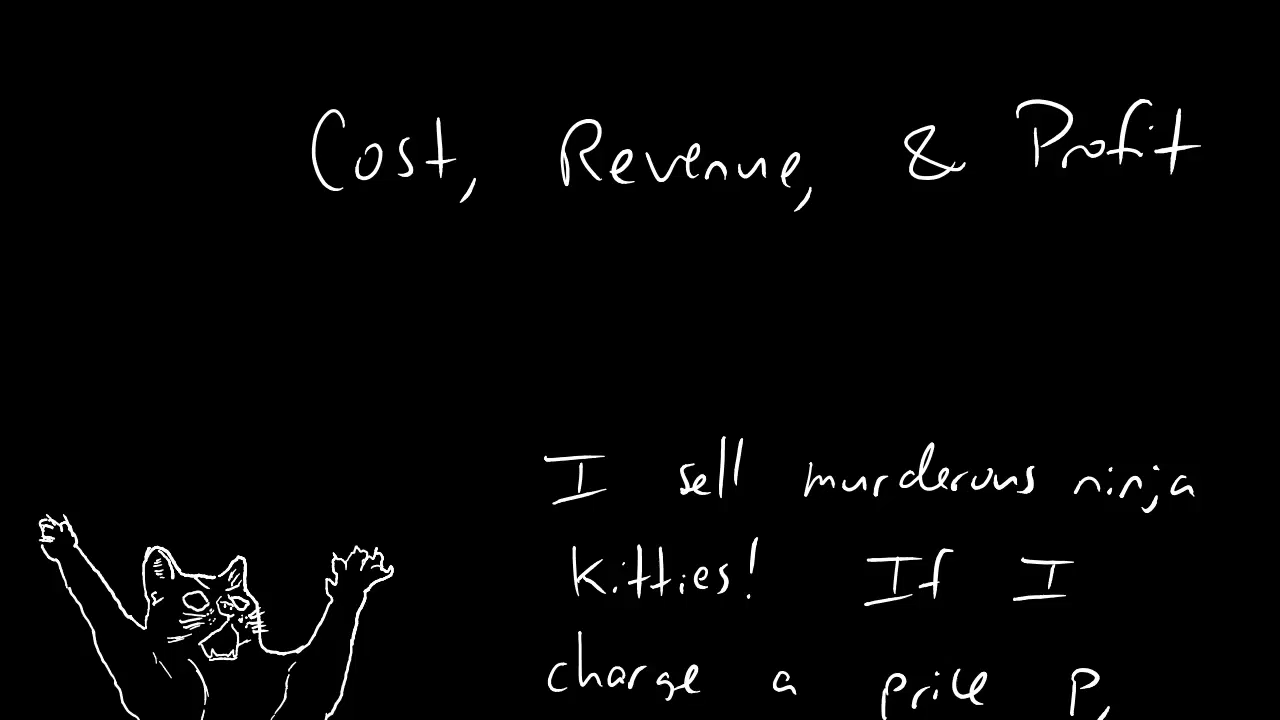 Cost, Revenue, & Profit
I sell murderous ninja
kitties! If I
charge a price p,